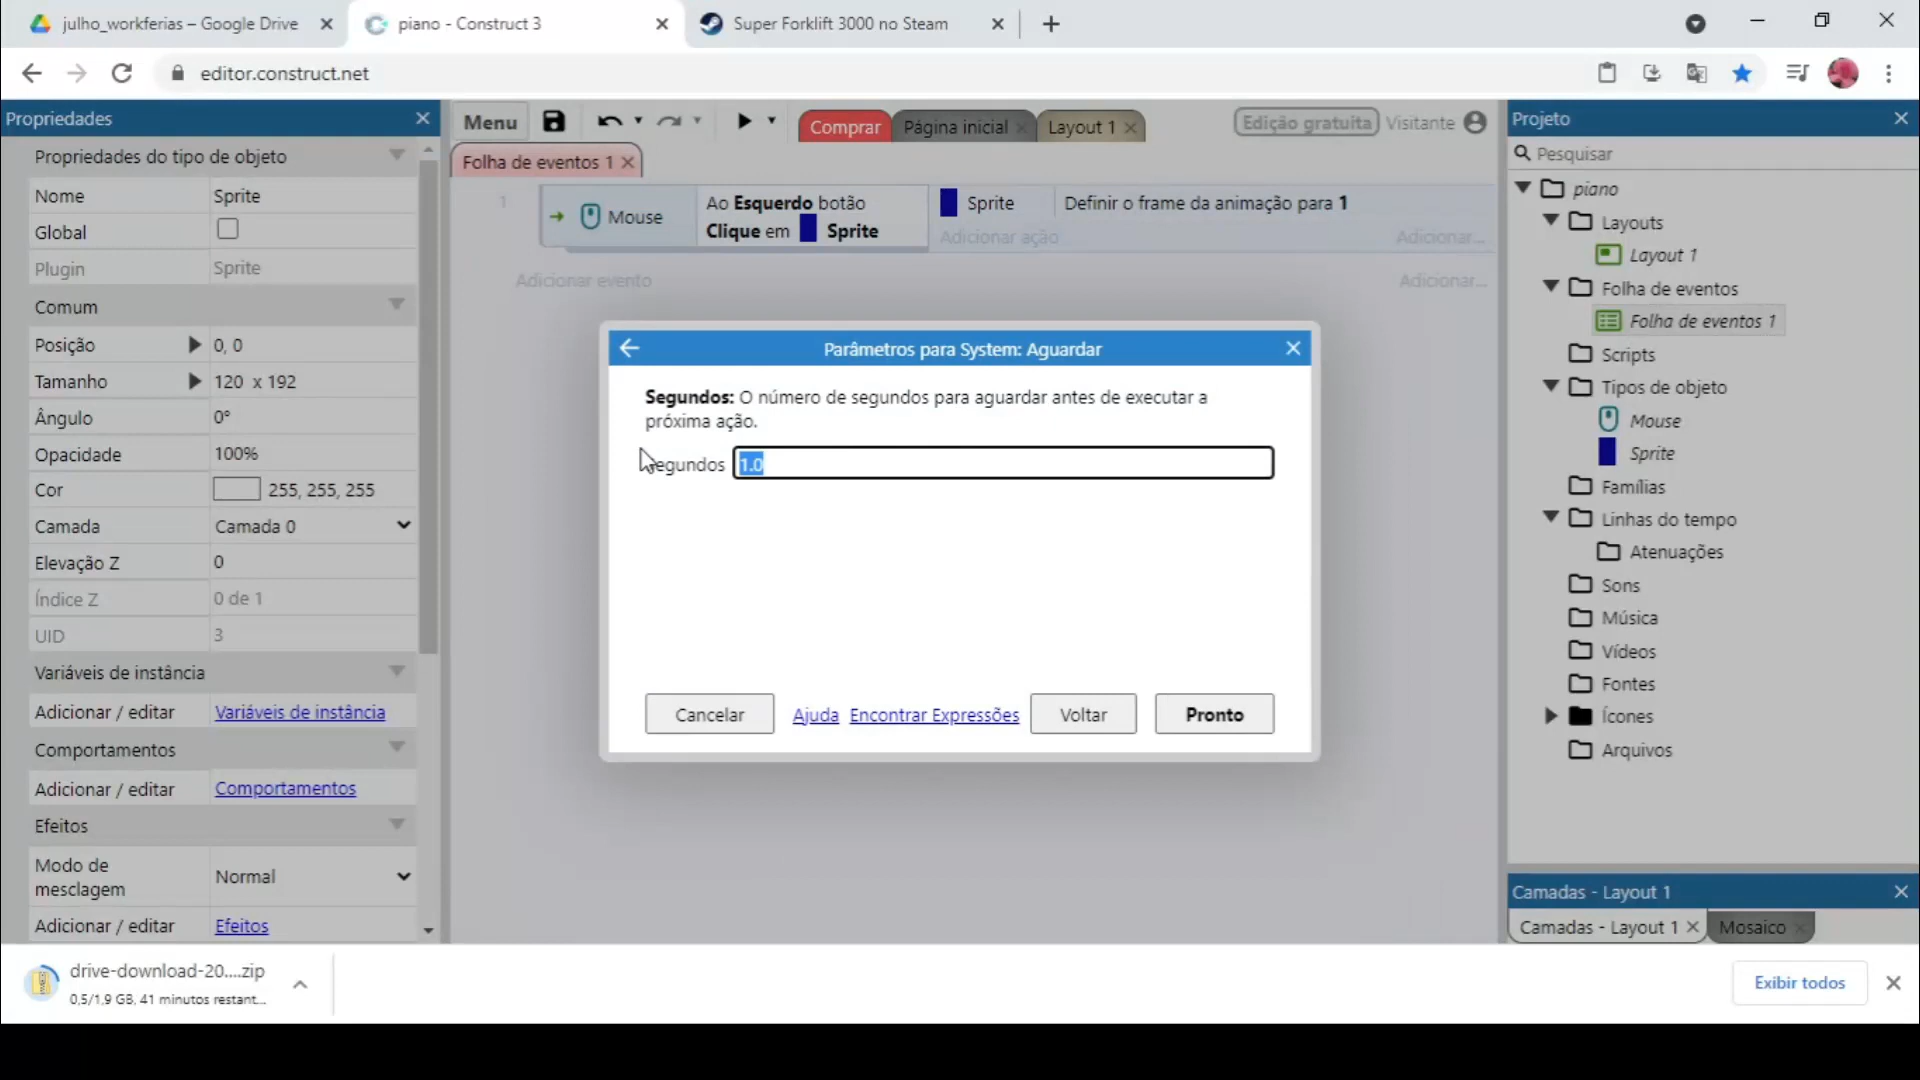 julho_workferias – Google Drive
piano - Construct 3
Super Forklift 3000 no Steam
editor.construct.net
Propriedades
Propriedades do tipo de objeto
Nome Sprite
Global
Plugin Sprite
Comum
Posição 0, 0
Tamanho 120 x 192
Ângulo 0°
Opacidade 100%
Cor 255, 255, 255
Camada Camada 0
Elevação Z 0
Índice Z 0 de 1
UID 3
Variáveis de instância
Adicionar / editar Variáveis de instância
Comportamentos
Adicionar / editar Comportamentos
Efeitos
Modo de
mesclagem Normal
Adicionar / editar Efeitos
Menu
Comprar
Página inicial
Layout 1
Edição gratuita
Visitante
Folha de eventos 1
1
Mouse
Ao Esquerdo botão
Clique em Sprite
Sprite
Definir o frame da animação para 1
Adicionar ação
Adicionar...
Adicionar evento
Adicionar...
Parâmetros para System: Aguardar
Segundos: O número de segundos para aguardar antes de executar a
próxima ação.
Segundos 1.0
Cancelar
Ajuda
Encontrar Expressões
Voltar
Pronto
Projeto
Pesquisar
piano
Layouts
Layout 1
Folha de eventos
Folha de eventos 1
Scripts
Tipos de objeto
Mouse
Sprite
Famílias
Linhas do tempo
Atenuações
Sons
Música
Vídeos
Fontes
Ícones
Arquivos
Camadas - Layout 1
Camadas - Layout 1
Mosaico
drive-download-20....zip
0,5/1,9 GB, 41 minutos restant...
Exibir todos